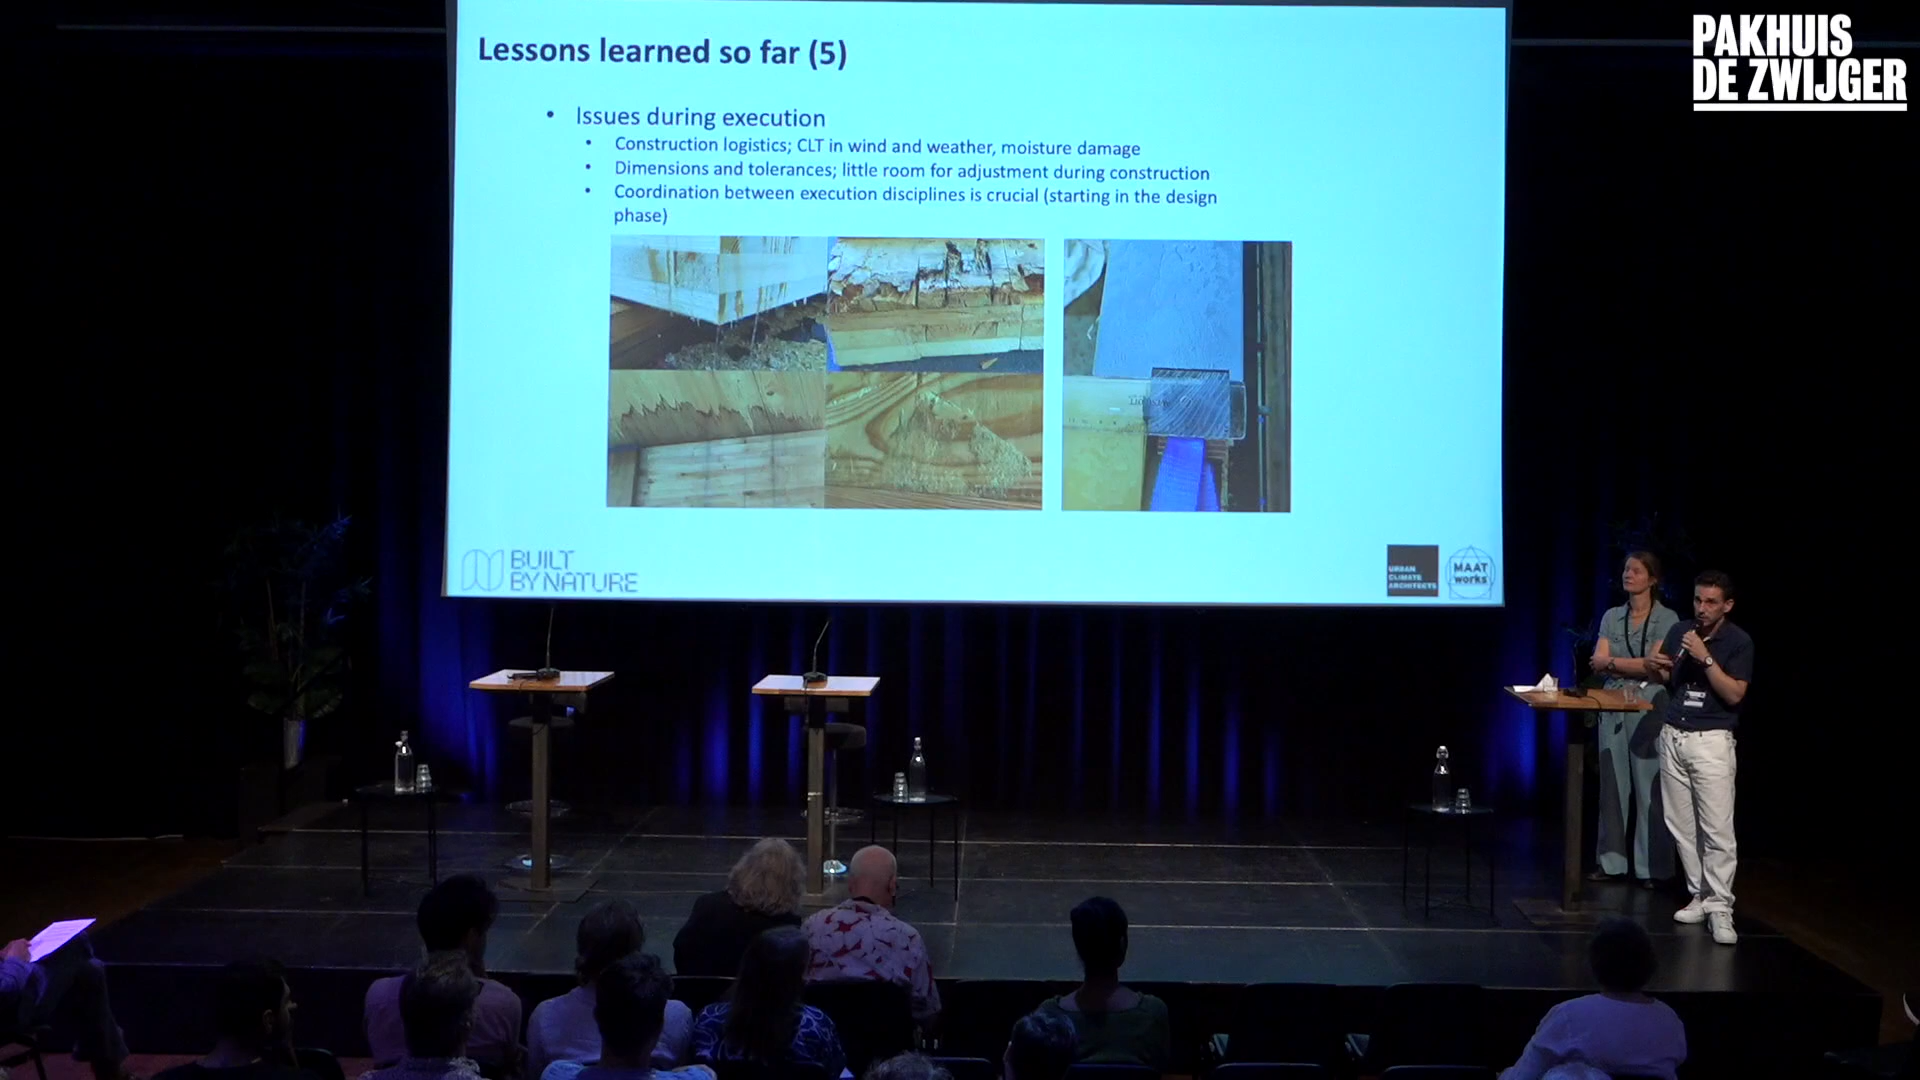 PAKHUIS
DE ZWIJGER
Lessons learned so far (5)
• Issues during execution
• Construction logistics; CLT in wind and weather, moisture damage
• Dimensions and tolerances; little room for adjustment during construction
• Coordination between execution disciplines is crucial (starting in the design
phase)
BUILT
BY NATURE
URBAN
CLIMATE
ARCHITECTS
MAAT
works